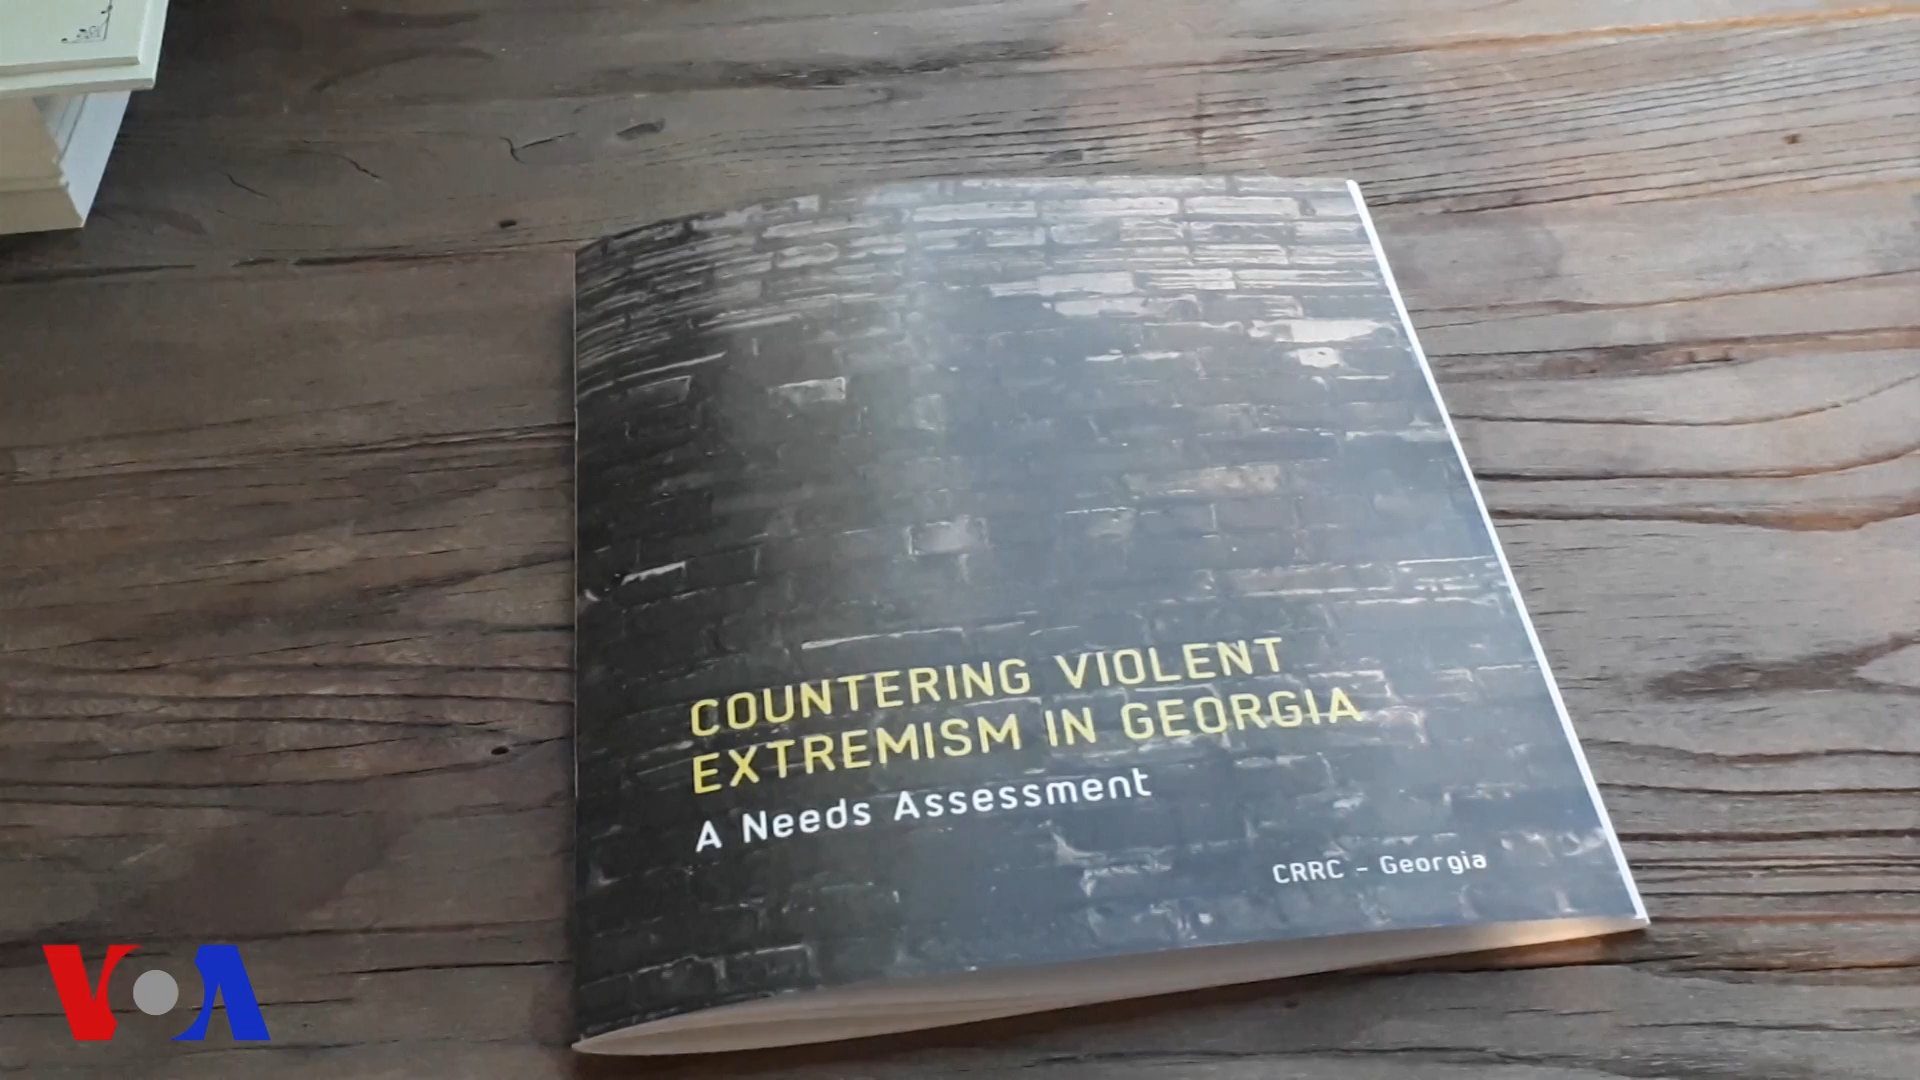 COUNTERING VIOLENT
EXTREMISM IN GEORGIA
A Needs Assessment
CRRC - Georgia
VOA